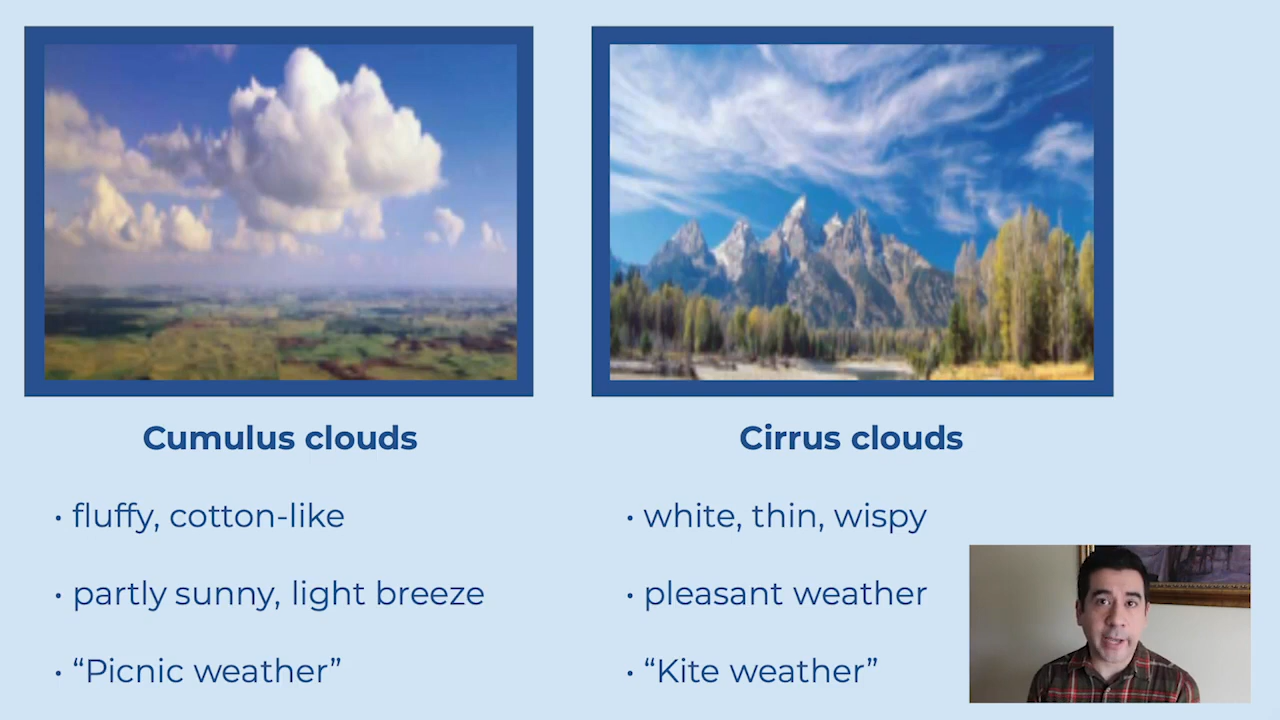 Cumulus clouds
• fluffy, cotton-like
• partly sunny, light breeze
• “Picnic weather”
Cirrus clouds
• white, thin, wispy
• pleasant weather
• “Kite weather”